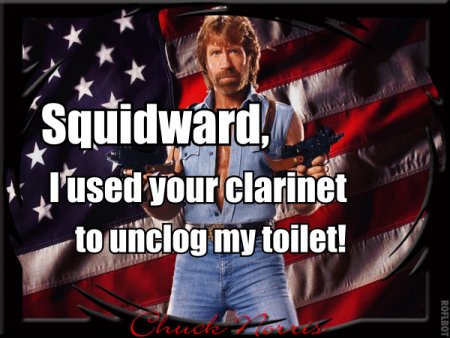 Squidward,
I used your clarinet
to unclog my toilet!
Chuck Norris
ROFLBOT